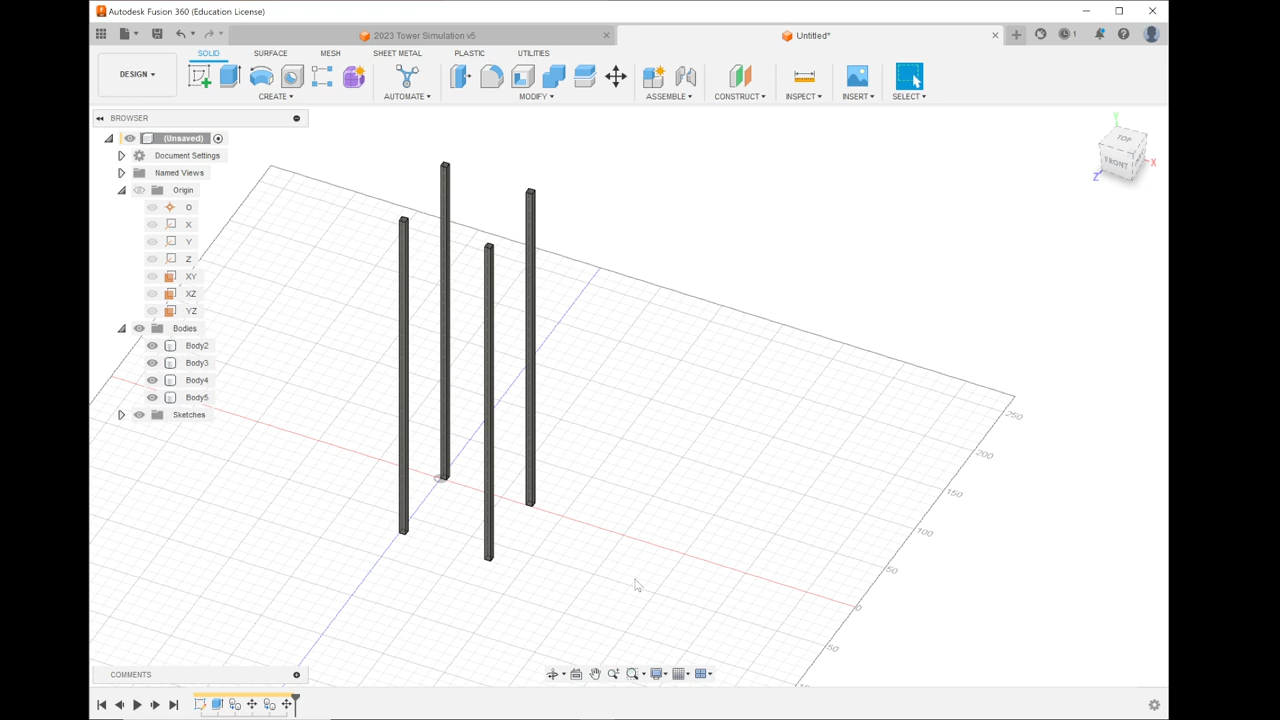 Autodesk Fusion 360 (Education License)
2023 Tower Simulation v5
Untitled*
1
DESIGN
SOLID SURFACE MESH SHEET METAL PLASTIC UTILITIES
CREATE AUTOMATE MODIFY ASSEMBLE CONSTRUCT INSPECT INSERT SELECT
BROWSER
(Unsaved)
Document Settings
Named Views
Origin
O
X
Y
Z
XY
XZ
YZ
Bodies
Body2
Body3
Body4
Body5
Sketches
Y
TOP
FRONT
X
Z
250
200
150
100
50
0
50
COMMENTS